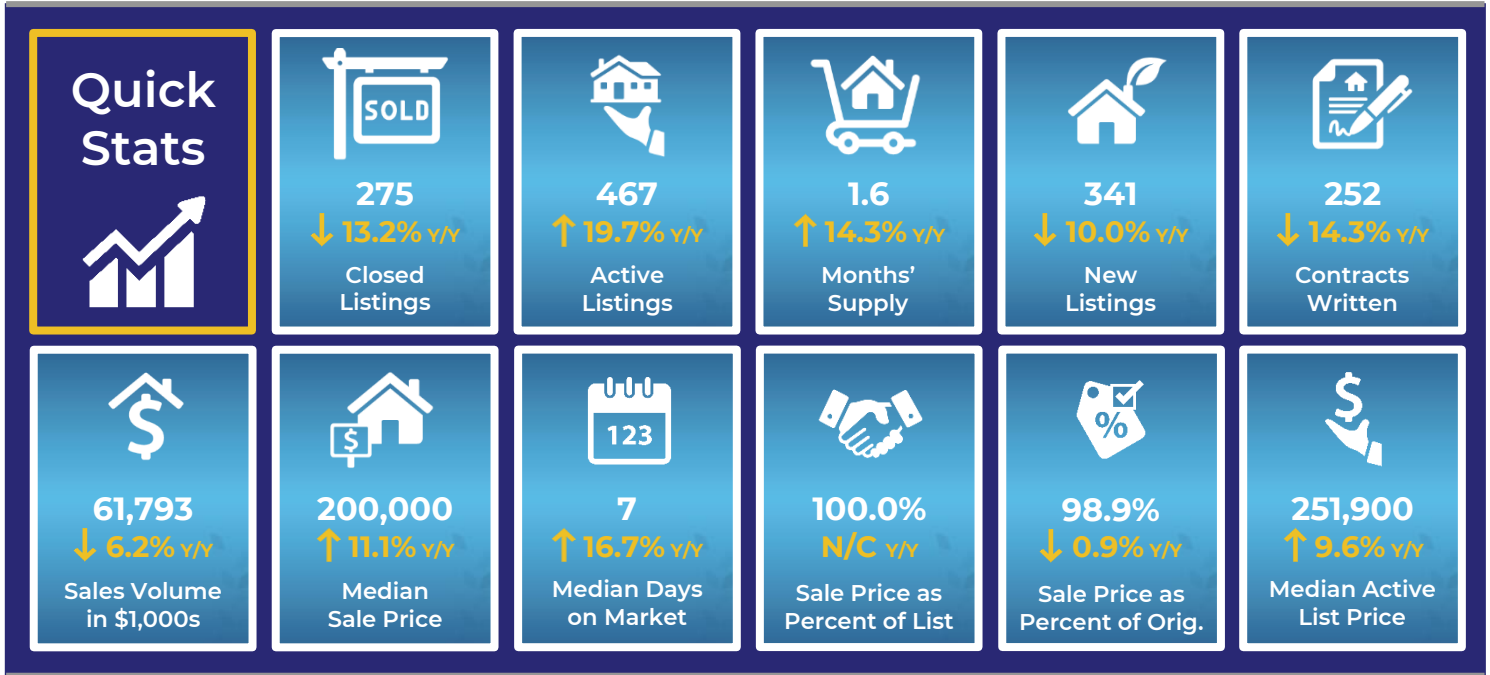 Quick
Stats
SOLD
275
↓ 13.2% Y/Y
Closed
Listings
467
↑ 19.7% Y/Y
Active
Listings
1.6
↑ 14.3% Y/Y
Months’
Supply
341
↓ 10.0% Y/Y
New
Listings
252
↓ 14.3% Y/Y
Contracts
Written
$
61,793
↓ 6.2% Y/Y
Sales Volume
in $1,000s
$
200,000
↑ 11.1% Y/Y
Median
Sale Price
123
7
↑ 16.7% Y/Y
Median Days
on Market
100.0%
N/C Y/Y
Sale Price as
Percent of List
%
98.9%
↓ 0.9% Y/Y
Sale Price as
Percent of Orig.
$
251,900
↑ 9.6% Y/Y
Median Active
List Price